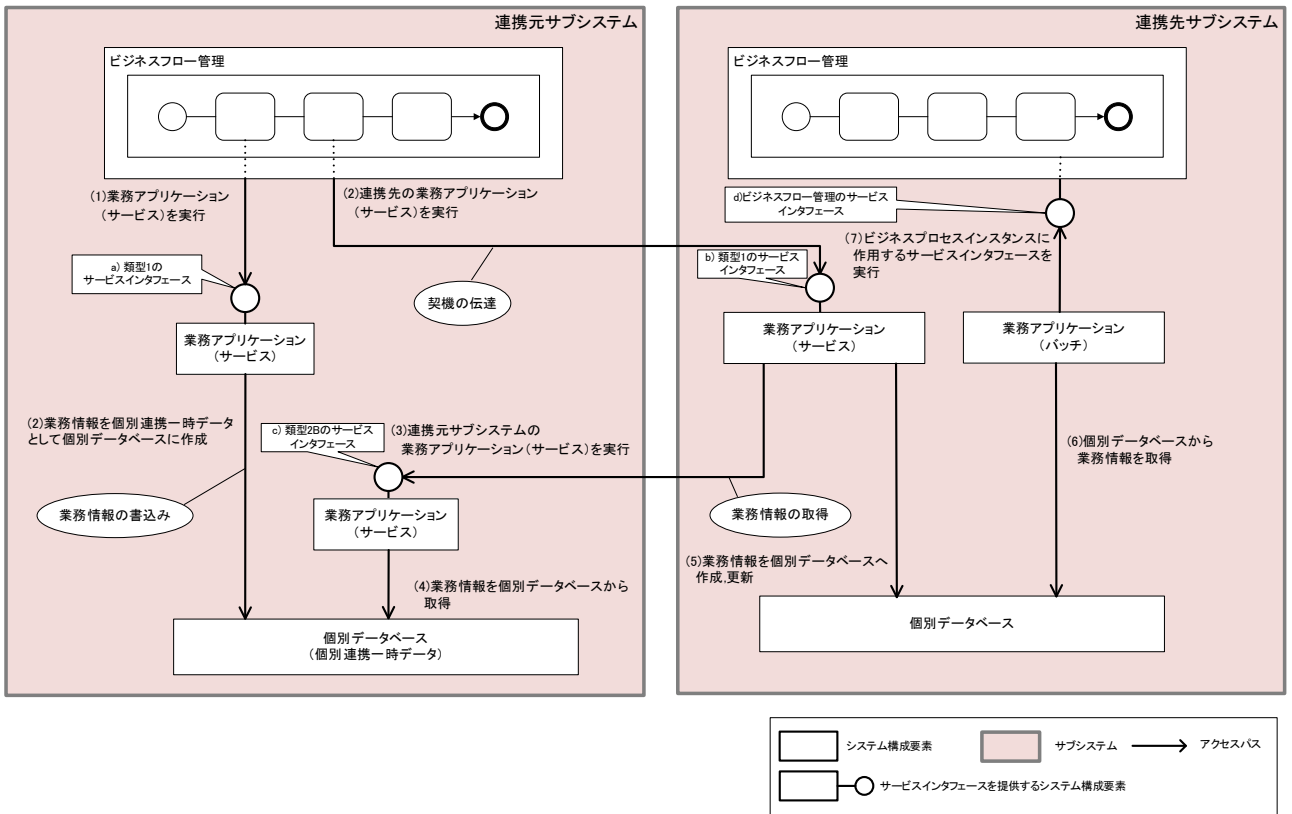 連携元サブシステム
ビジネスフロー管理
(1)業務アプリケーション
(サービス)を実行
(2)連携先の業務アプリケーション
(サービス)を実行
a) 類型1の
サービスインタフェース
契機の伝達
業務アプリケーション
(サービス)
(2)業務情報を個別連携一時データ
として個別データベースに作成
c) 類型2Bのサービス
インタフェース
(3)連携元サブシステムの
業務アプリケーション(サービス)を実行
業務情報の書込み
業務アプリケーション
(サービス)
(4)業務情報を個別データベースから
取得
個別データベース
(個別連携一時データ)
連携先サブシステム
ビジネスフロー管理
d)ビジネスフロー管理のサービス
インタフェース
(7)ビジネスプロセスインスタンスに
作用するサービスインタフェースを
実行
b) 類型1のサービス
インタフェース
業務アプリケーション
(サービス)
業務アプリケーション
(バッチ)
(6)個別データベースから
業務情報を取得
業務情報の取得
(5)業務情報を個別データベースへ
作成,更新
個別データベース
システム構成要素
サブシステム
アクセスパス
サービスインタフェースを提供するシステム構成要素